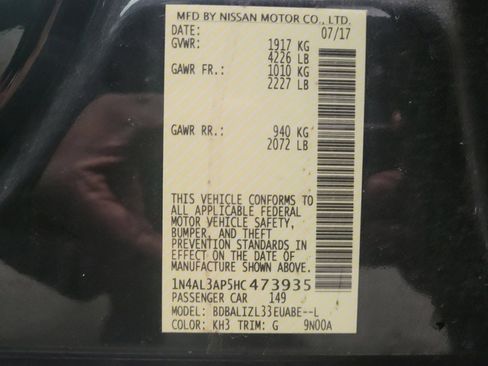 MFD BY NISSAN MOTOR CO., LTD.
DATE: 07/17
GVWR: 1917 KG
4226 LB
GAWR FR.: 1010 KG
2227 LB
GAWR RR.: 940 KG
2072 LB
THIS VEHICLE CONFORMS TO
ALL APPLICABLE FEDERAL
MOTOR VEHICLE SAFETY,
BUMPER, AND THEFT
PREVENTION STANDARDS IN
EFFECT ON THE DATE OF
MANUFACTURE SHOWN ABOVE.
1N4AL3AP5HC473935
PASSENGER CAR 149
MODEL: BDBALIZL33EUABE--L
COLOR: KH3 TRIM: G 9N00A